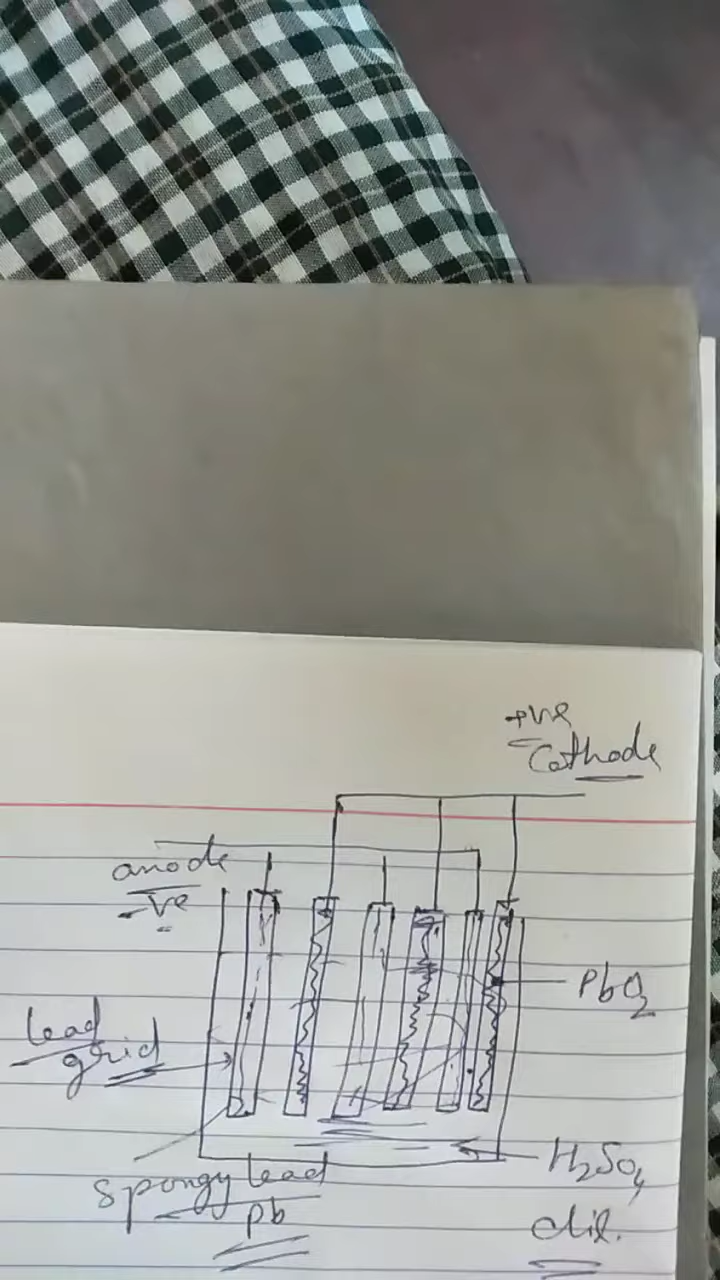 +ve
Cathode
anode
-ve
PbO2
lead
grid
H2SO4
spongy lead
pb
dil.